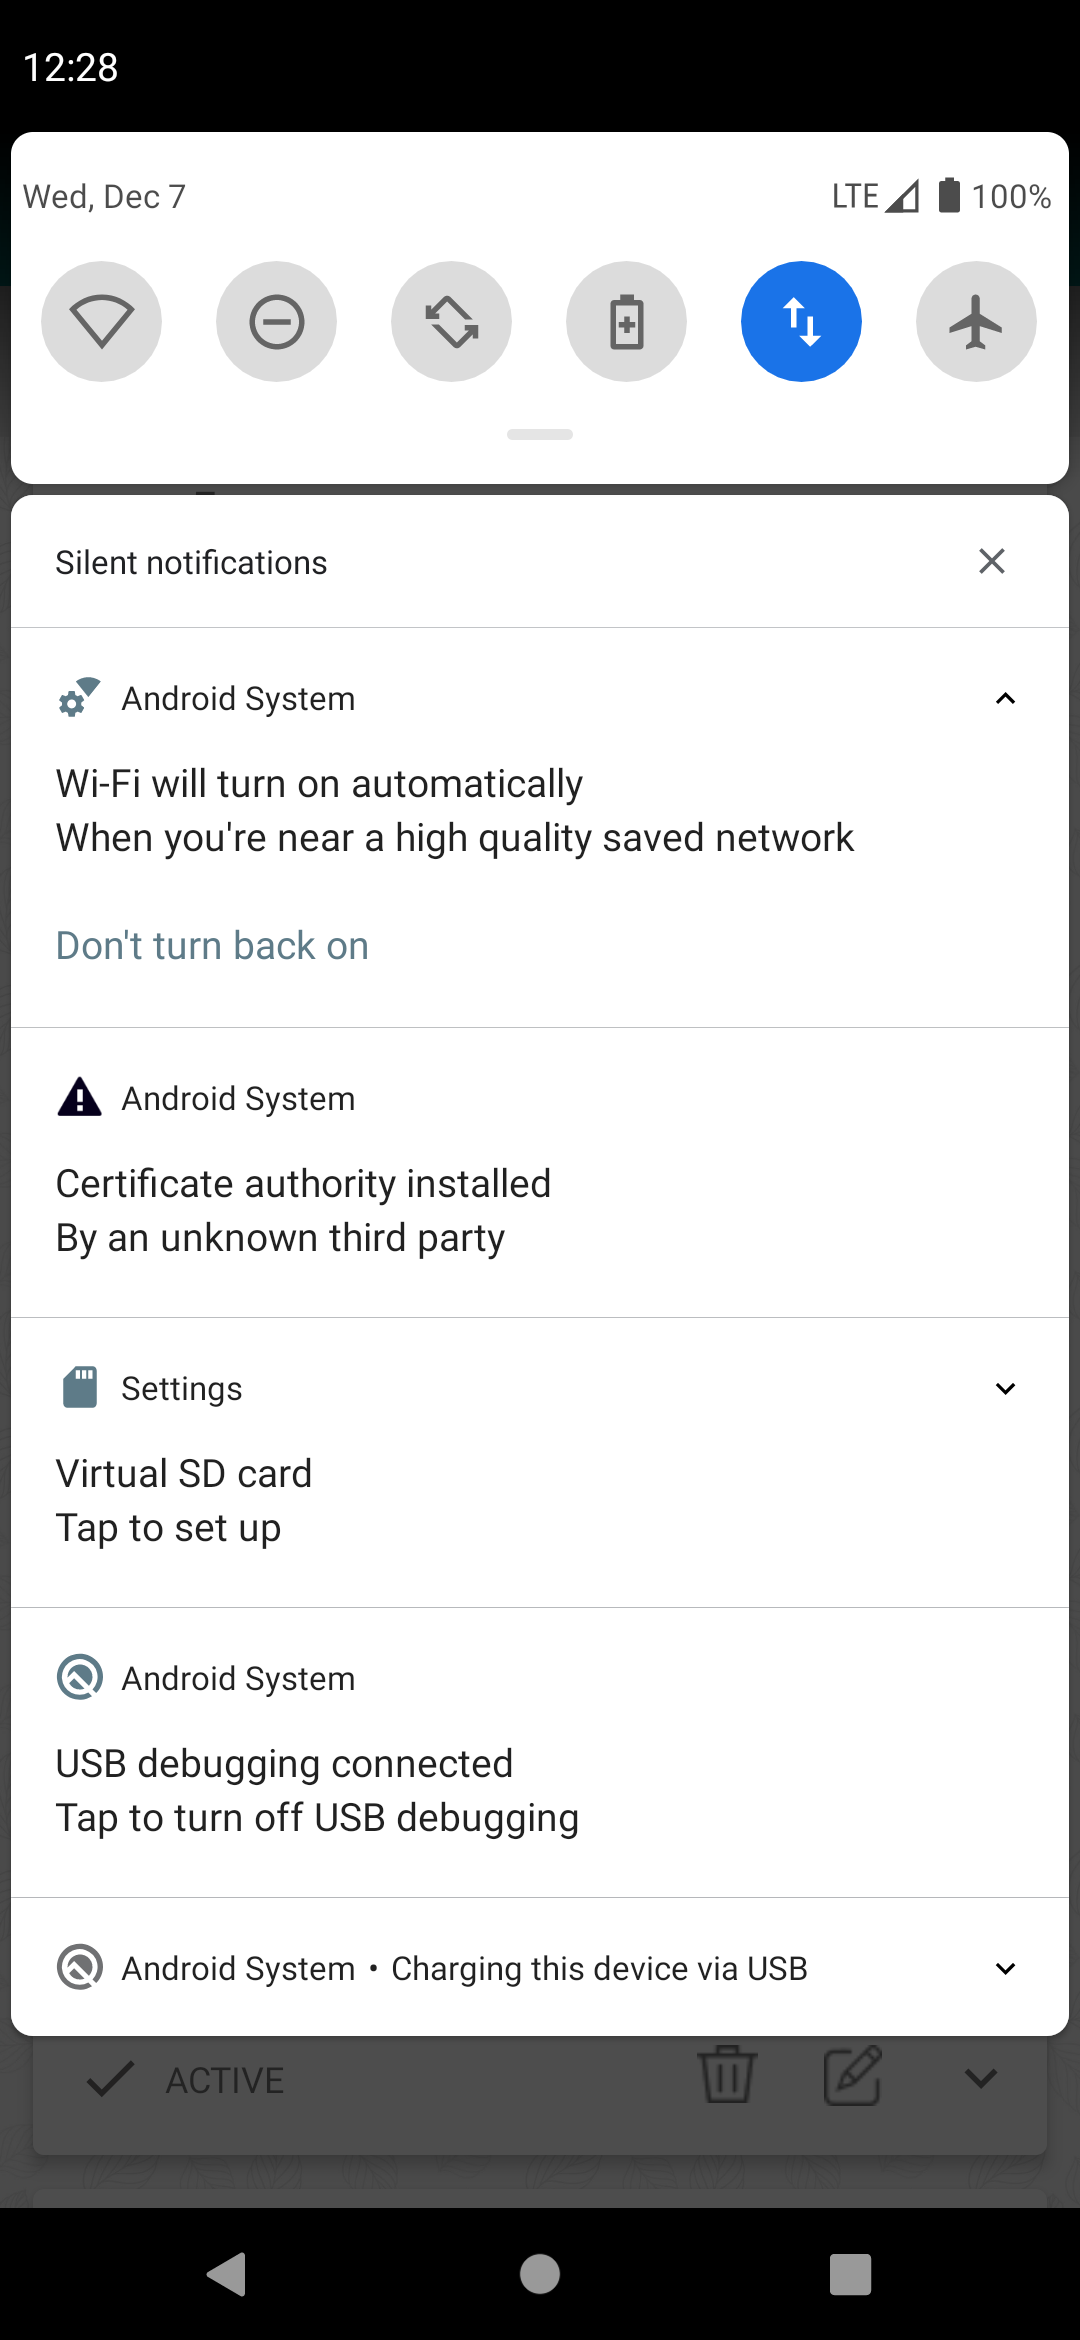 12:28
Wed, Dec 7
LTE 100%
Silent notifications
Android System
Wi-Fi will turn on automatically
When you're near a high quality saved network
Don't turn back on
Android System
Certificate authority installed
By an unknown third party
Settings
Virtual SD card
Tap to set up
Android System
USB debugging connected
Tap to turn off USB debugging
Android System • Charging this device via USB
ACTIVE